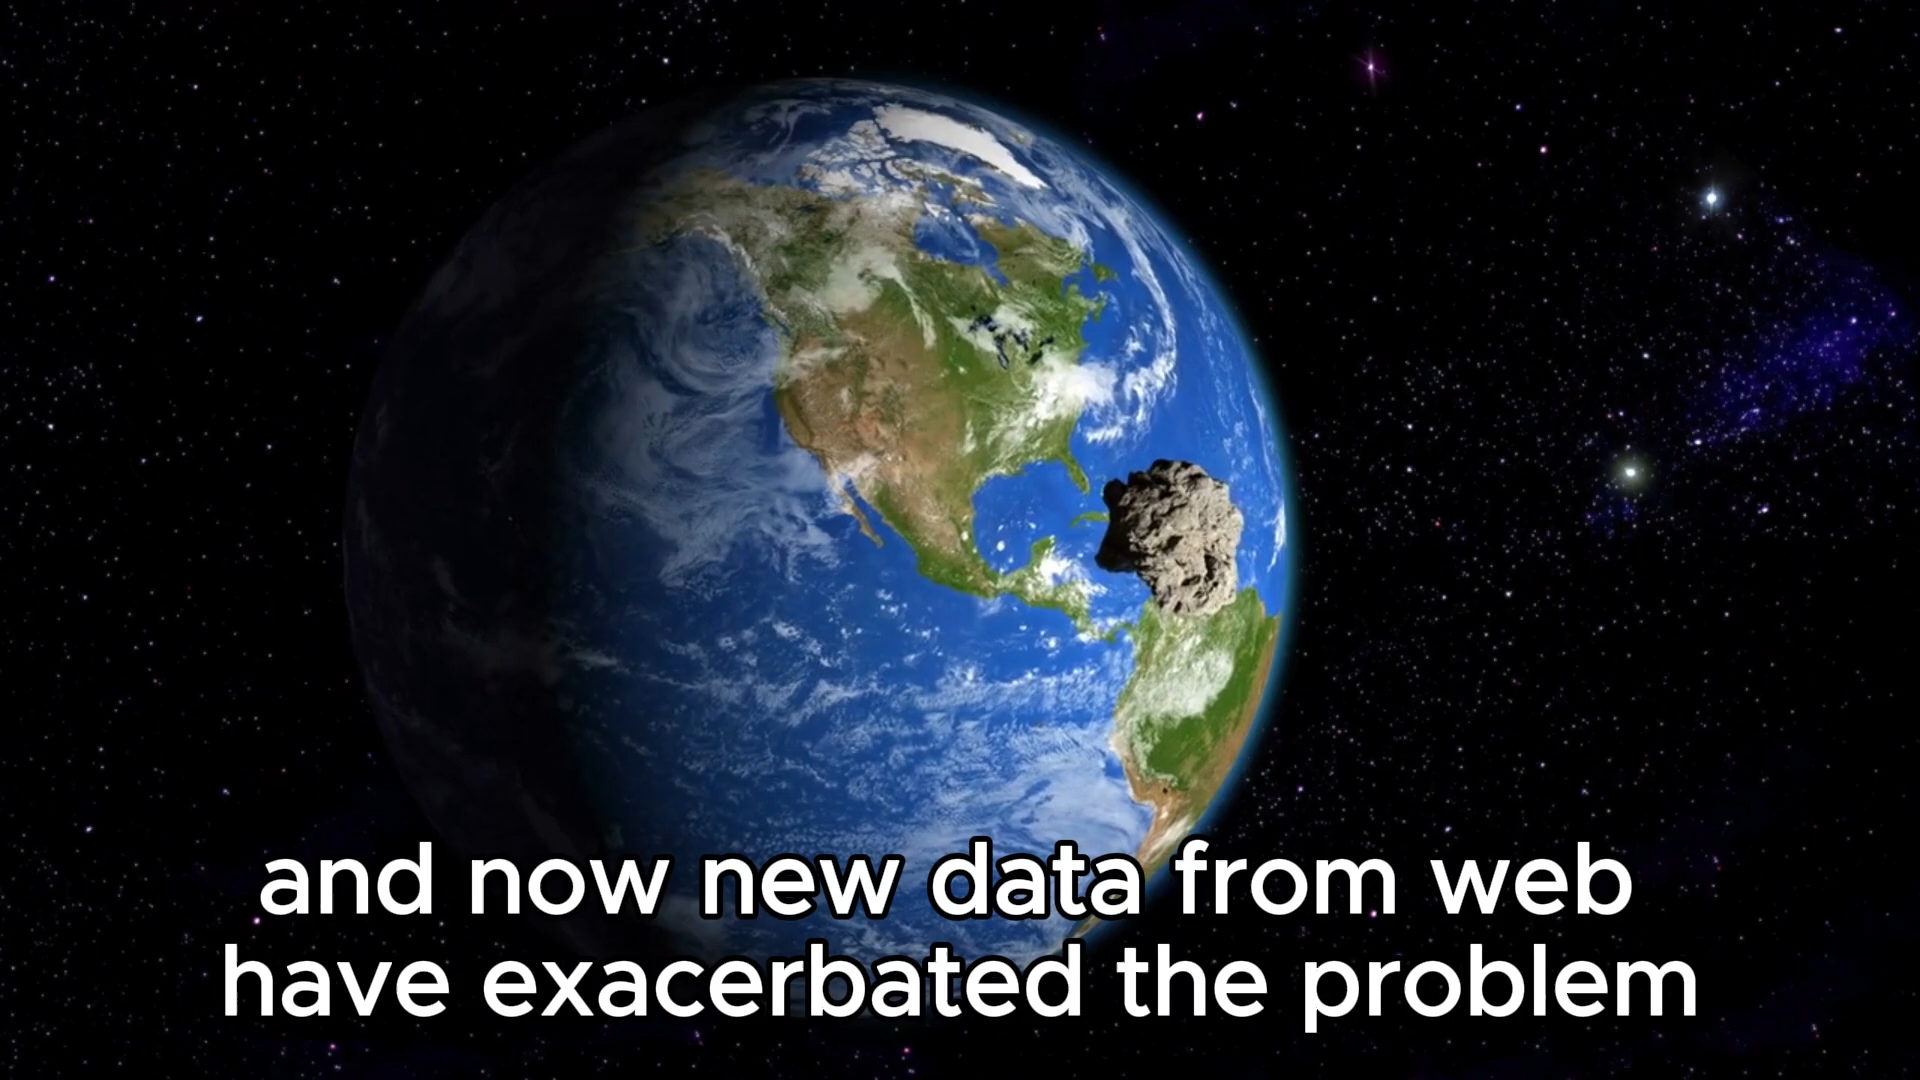 and now new data from web
have exacerbated the problem